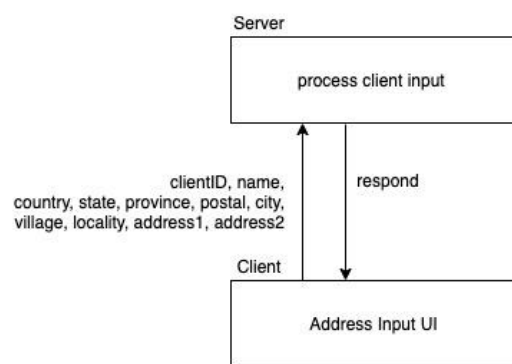 Server
process client input
clientID, name,
country, state, province, postal, city,
village, locality, address1, address2
respond
Client
Address Input UI